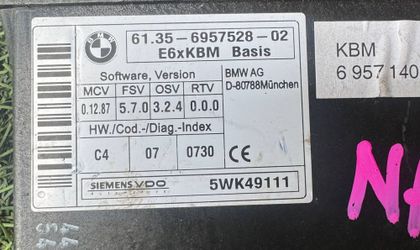 BMW
61.35 - 6957528 - 02
E6xKBM Basis
Software, Version
MCV FSV OSV RTV
0.12.87 5.7.0 3.2.4 0.0.0
BMW AG
D-80788München
HW./Cod.-/Diag.-Index
C4 07 0730
CE
SIEMENS VDO
5WK49111
KBM
6 957 140